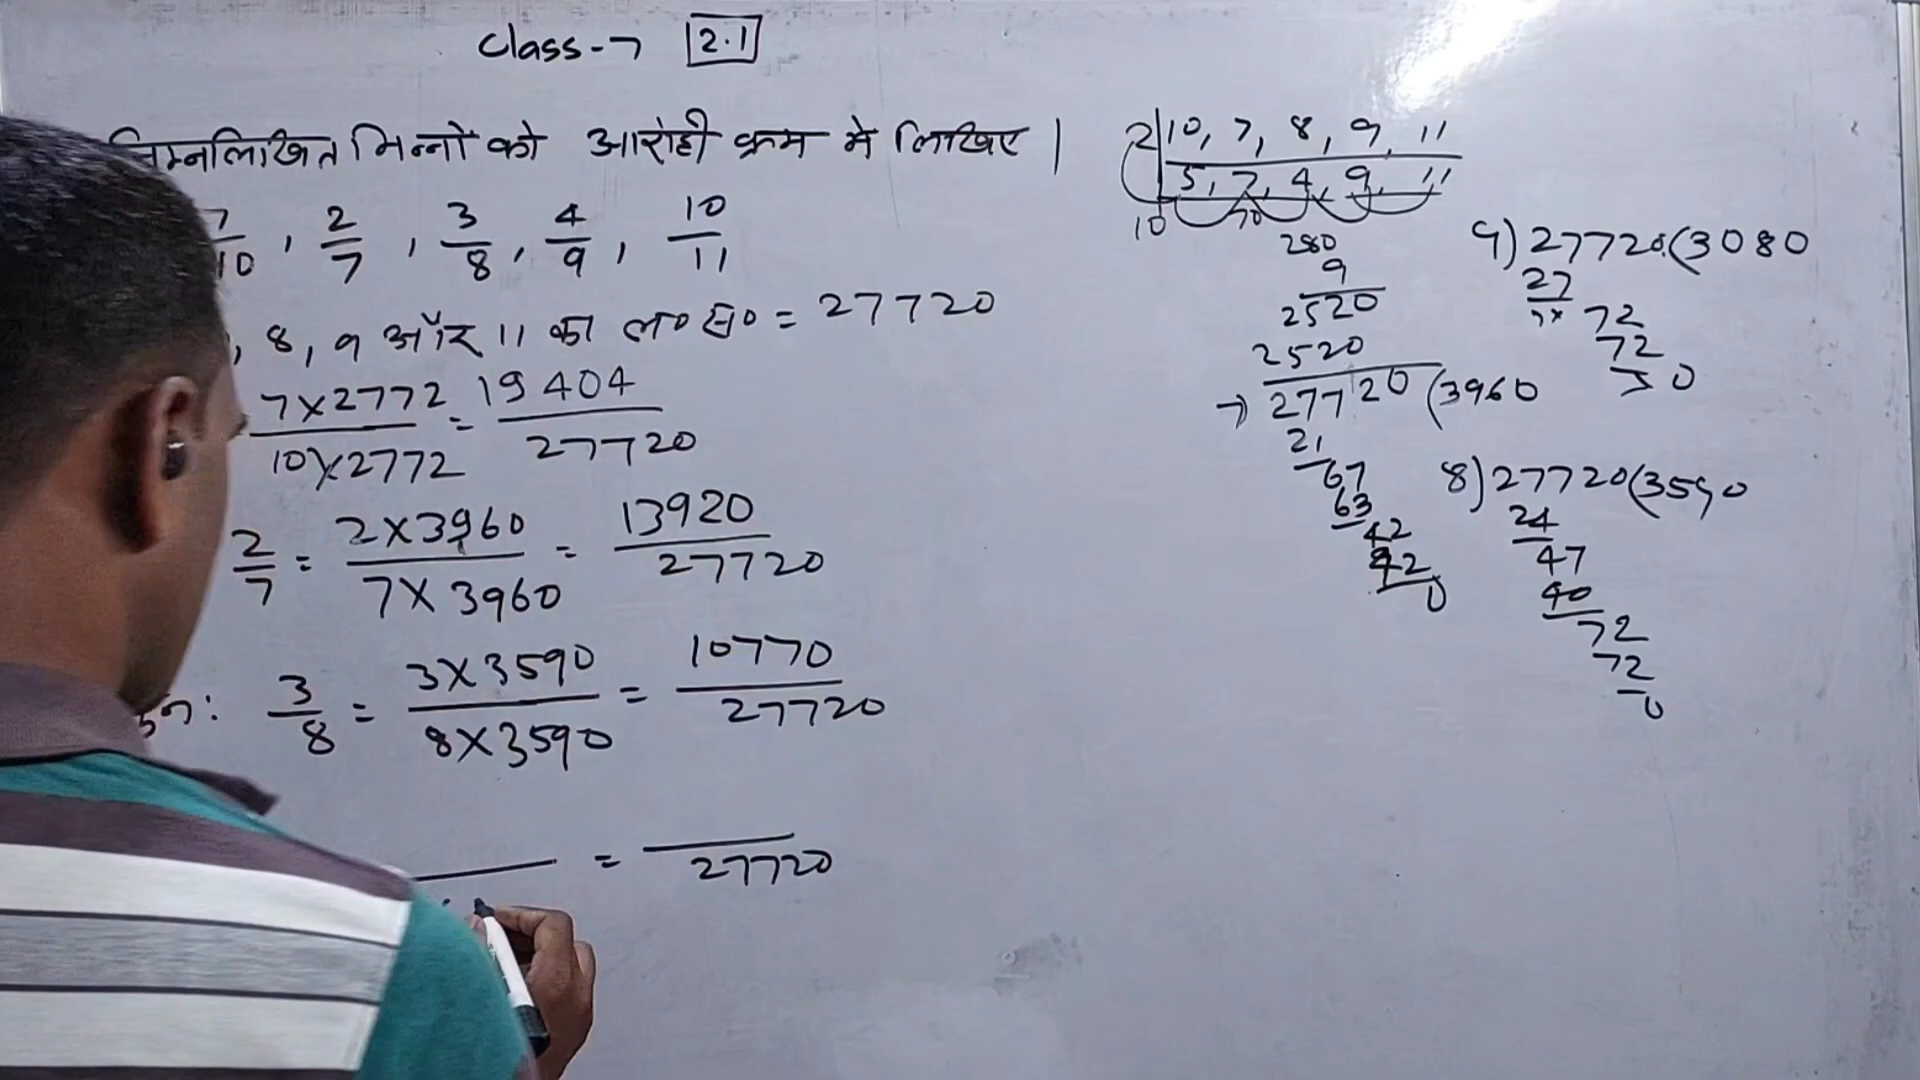 Class-7 2.1
निम्नलिखित भिन्नो को आरोही क्रम मे लिखिए |
7/10 , 2/7 , 3/8 , 4/9 , 10/11
, 8, 9 और 11 का ल० स० = 27720
7×2772/10×2772 = 19404/27720
2/7 = 2×3960/7×3960 = 13920/27720
3/8 = 3×3590/8×3590 = 10770/27720
= /27720
2|10, 7, 8, 9, 11
5, 7, 4, 9, 11
10 70
280
9
2520
2520
→ 27720 (3960
21
67
63
42
42
0
9) 27720 (3080
27
72
72
0
8) 27720 (3590
24
47
40
72
72
0